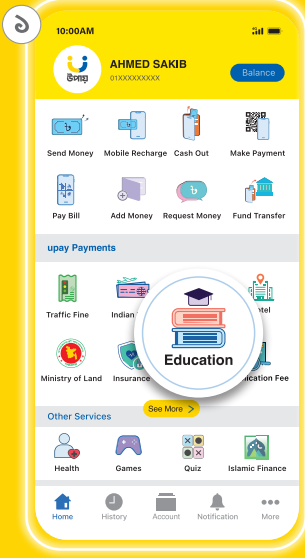 ১
10:00AM
উপায়
AHMED SAKIB
01XXXXXXXXX
Balance
Send Money Mobile Recharge Cash Out Make Payment
Pay Bill Add Money Request Money Fund Transfer
upay Payments
Traffic Fine Indian
Education
Ministry of Land Insurance Fee
See More >
Other Services
Health Games Quiz Islamic Finance
Home History Account Notification More